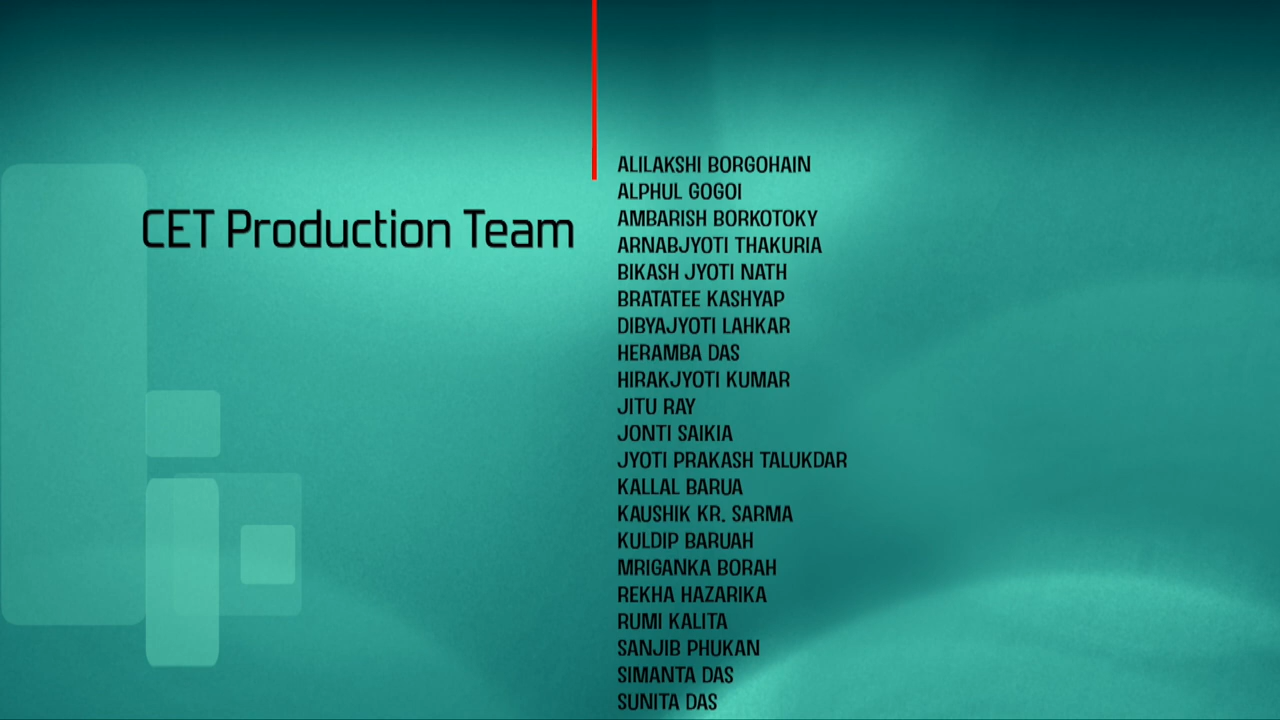 CET Production Team
ALILAKSHI BORGOHAIN
ALPHUL GOGOI
AMBARISH BORKOTOKY
ARNABJYOTI THAKURIA
BIKASH JYOTI NATH
BRATATEE KASHYAP
DIBYAJYOTI LAHKAR
HERAMBA DAS
HIRAKJYOTI KUMAR
JITU RAY
JONTI SAIKIA
JYOTI PRAKASH TALUKDAR
KALLAL BARUA
KAUSHIK KR. SARMA
KULDIP BARUAH
MRIGANKA BORAH
REKHA HAZARIKA
RUMI KALITA
SANJIB PHUKAN
SIMANTA DAS
SUNITA DAS